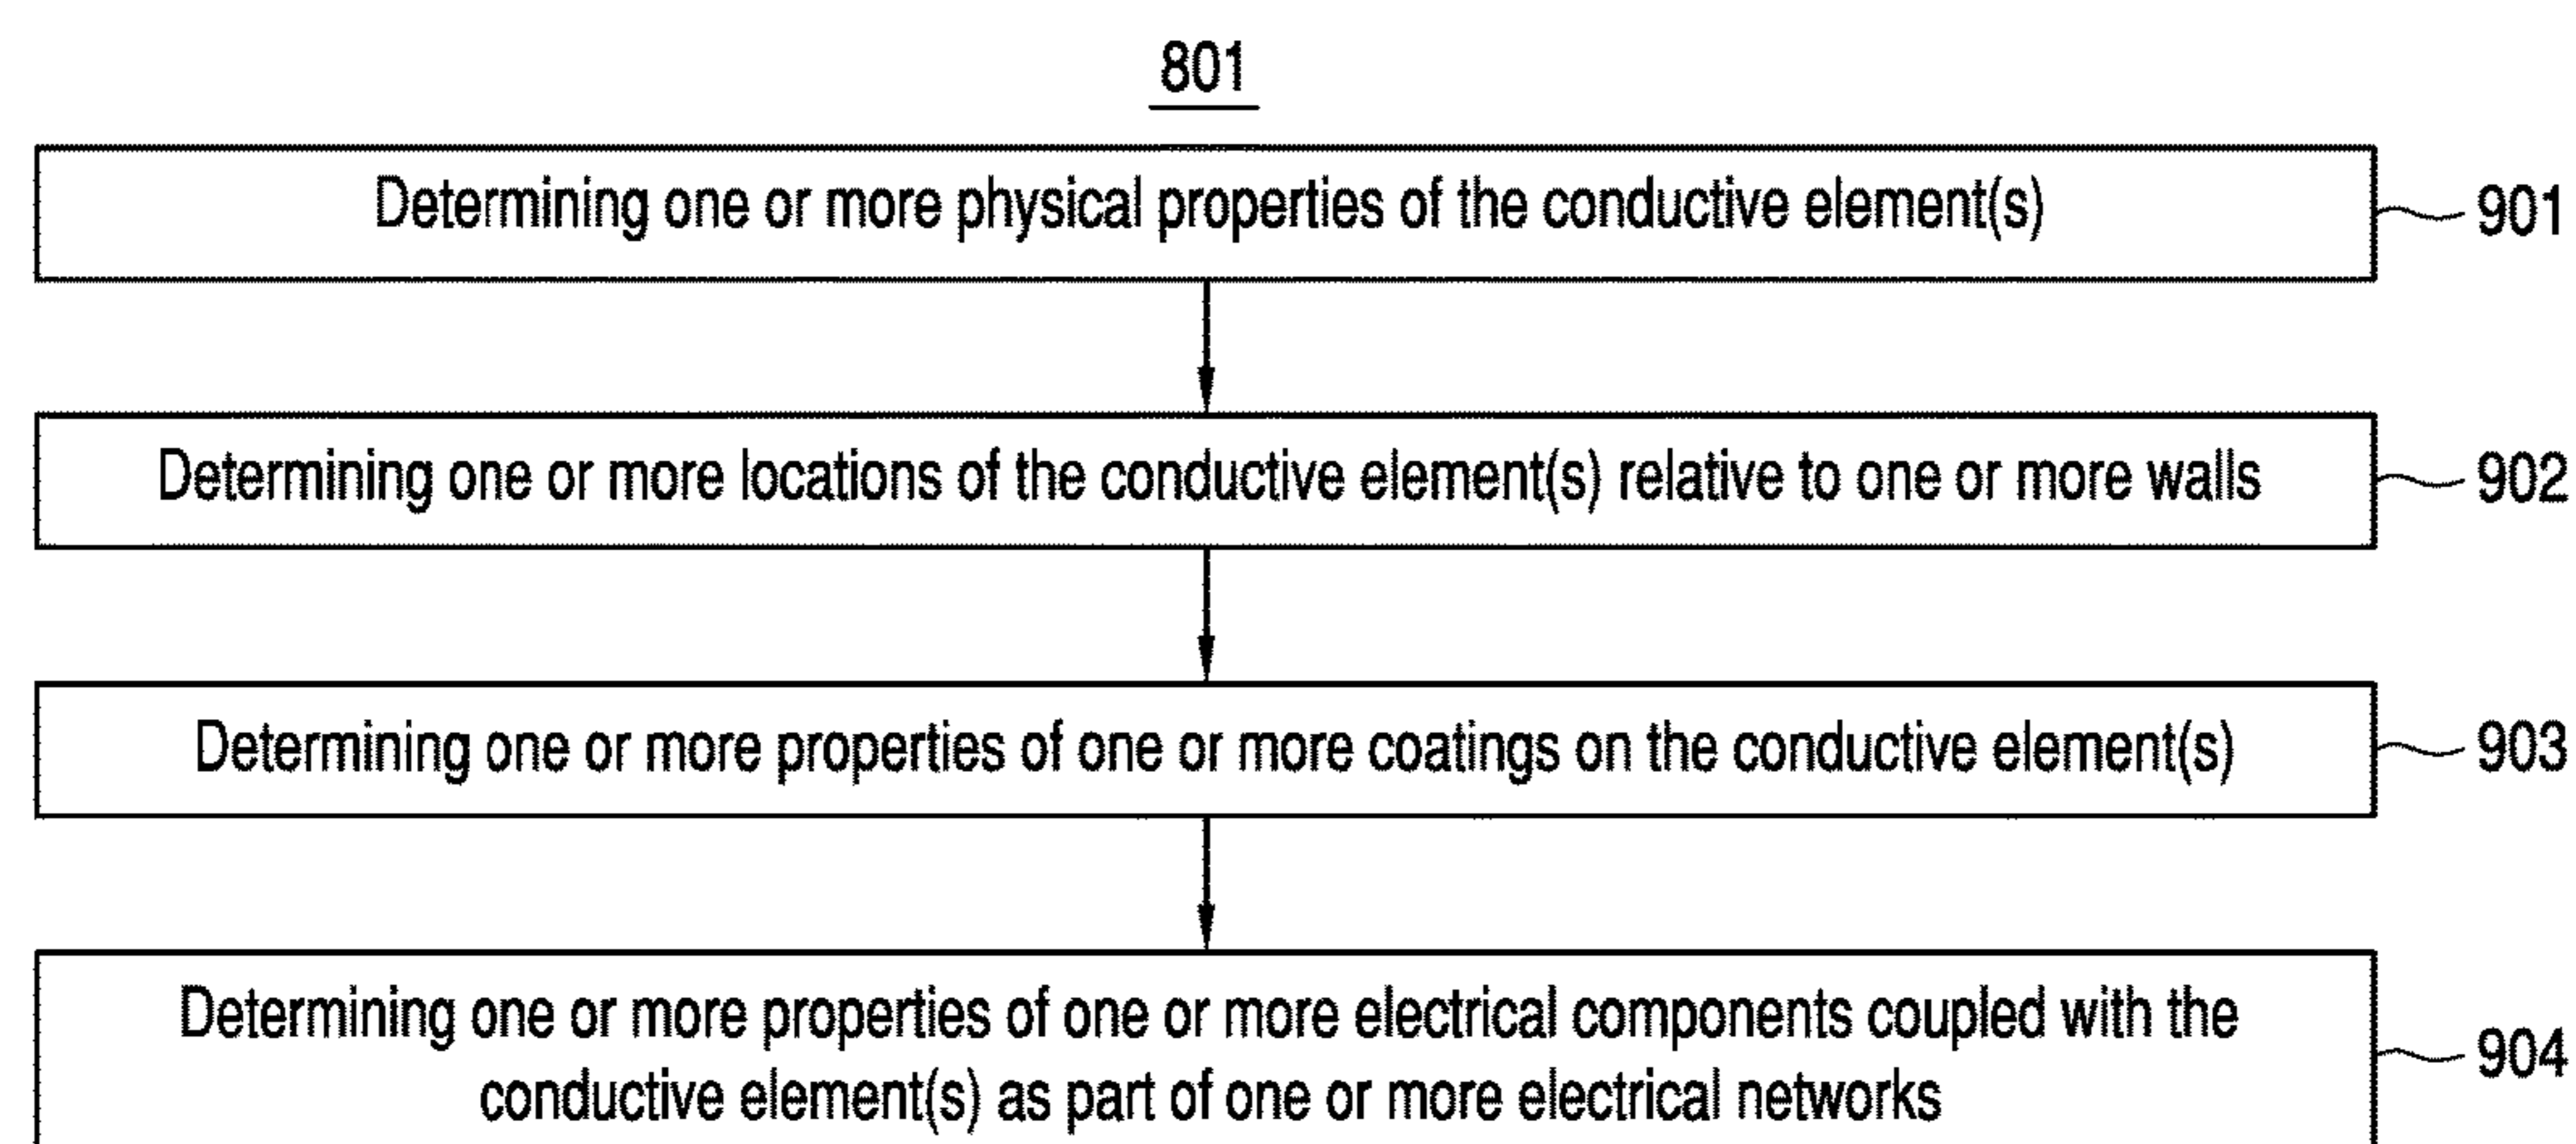 801
Determining one or more physical properties of the conductive element(s)
901
Determining one or more locations of the conductive element(s) relative to one or more walls
902
Determining one or more properties of one or more coatings on the conductive element(s)
903
Determining one or more properties of one or more electrical components coupled with the
conductive element(s) as part of one or more electrical networks
904